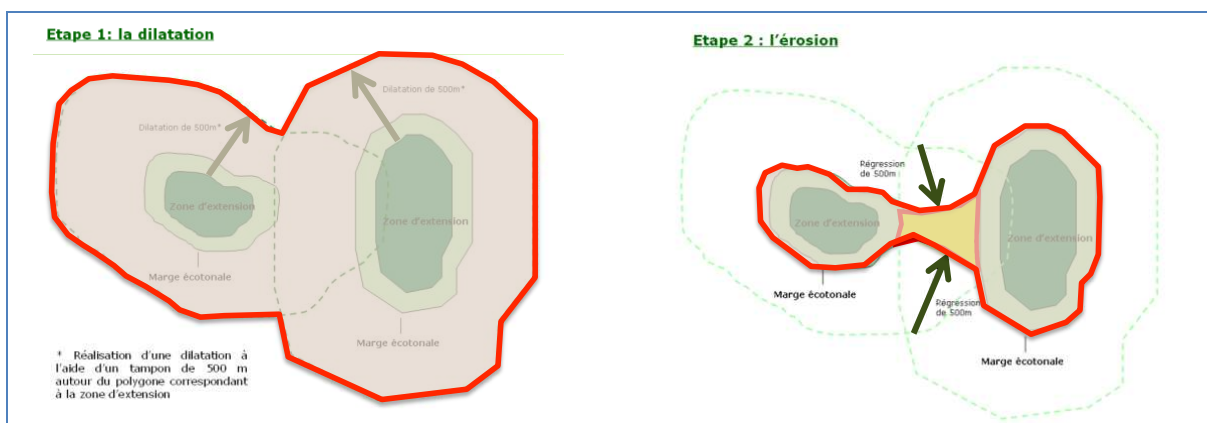 Etape 1: la dilatation
Dilatation de 500m*
Dilatation de 500m*
Zone d'extension
Zone d'extension
Marge écotonale
Marge écotonale
* Réalisation d'une dilatation à
l'aide d'un tampon de 500 m
autour du polygone correspondant
à la zone d'extension
Etape 2 : l'érosion
Régression
de 500m
Zone d'extension
Zone d'extension
Marge écotonale
Régression
de 500m
Marge écotonale